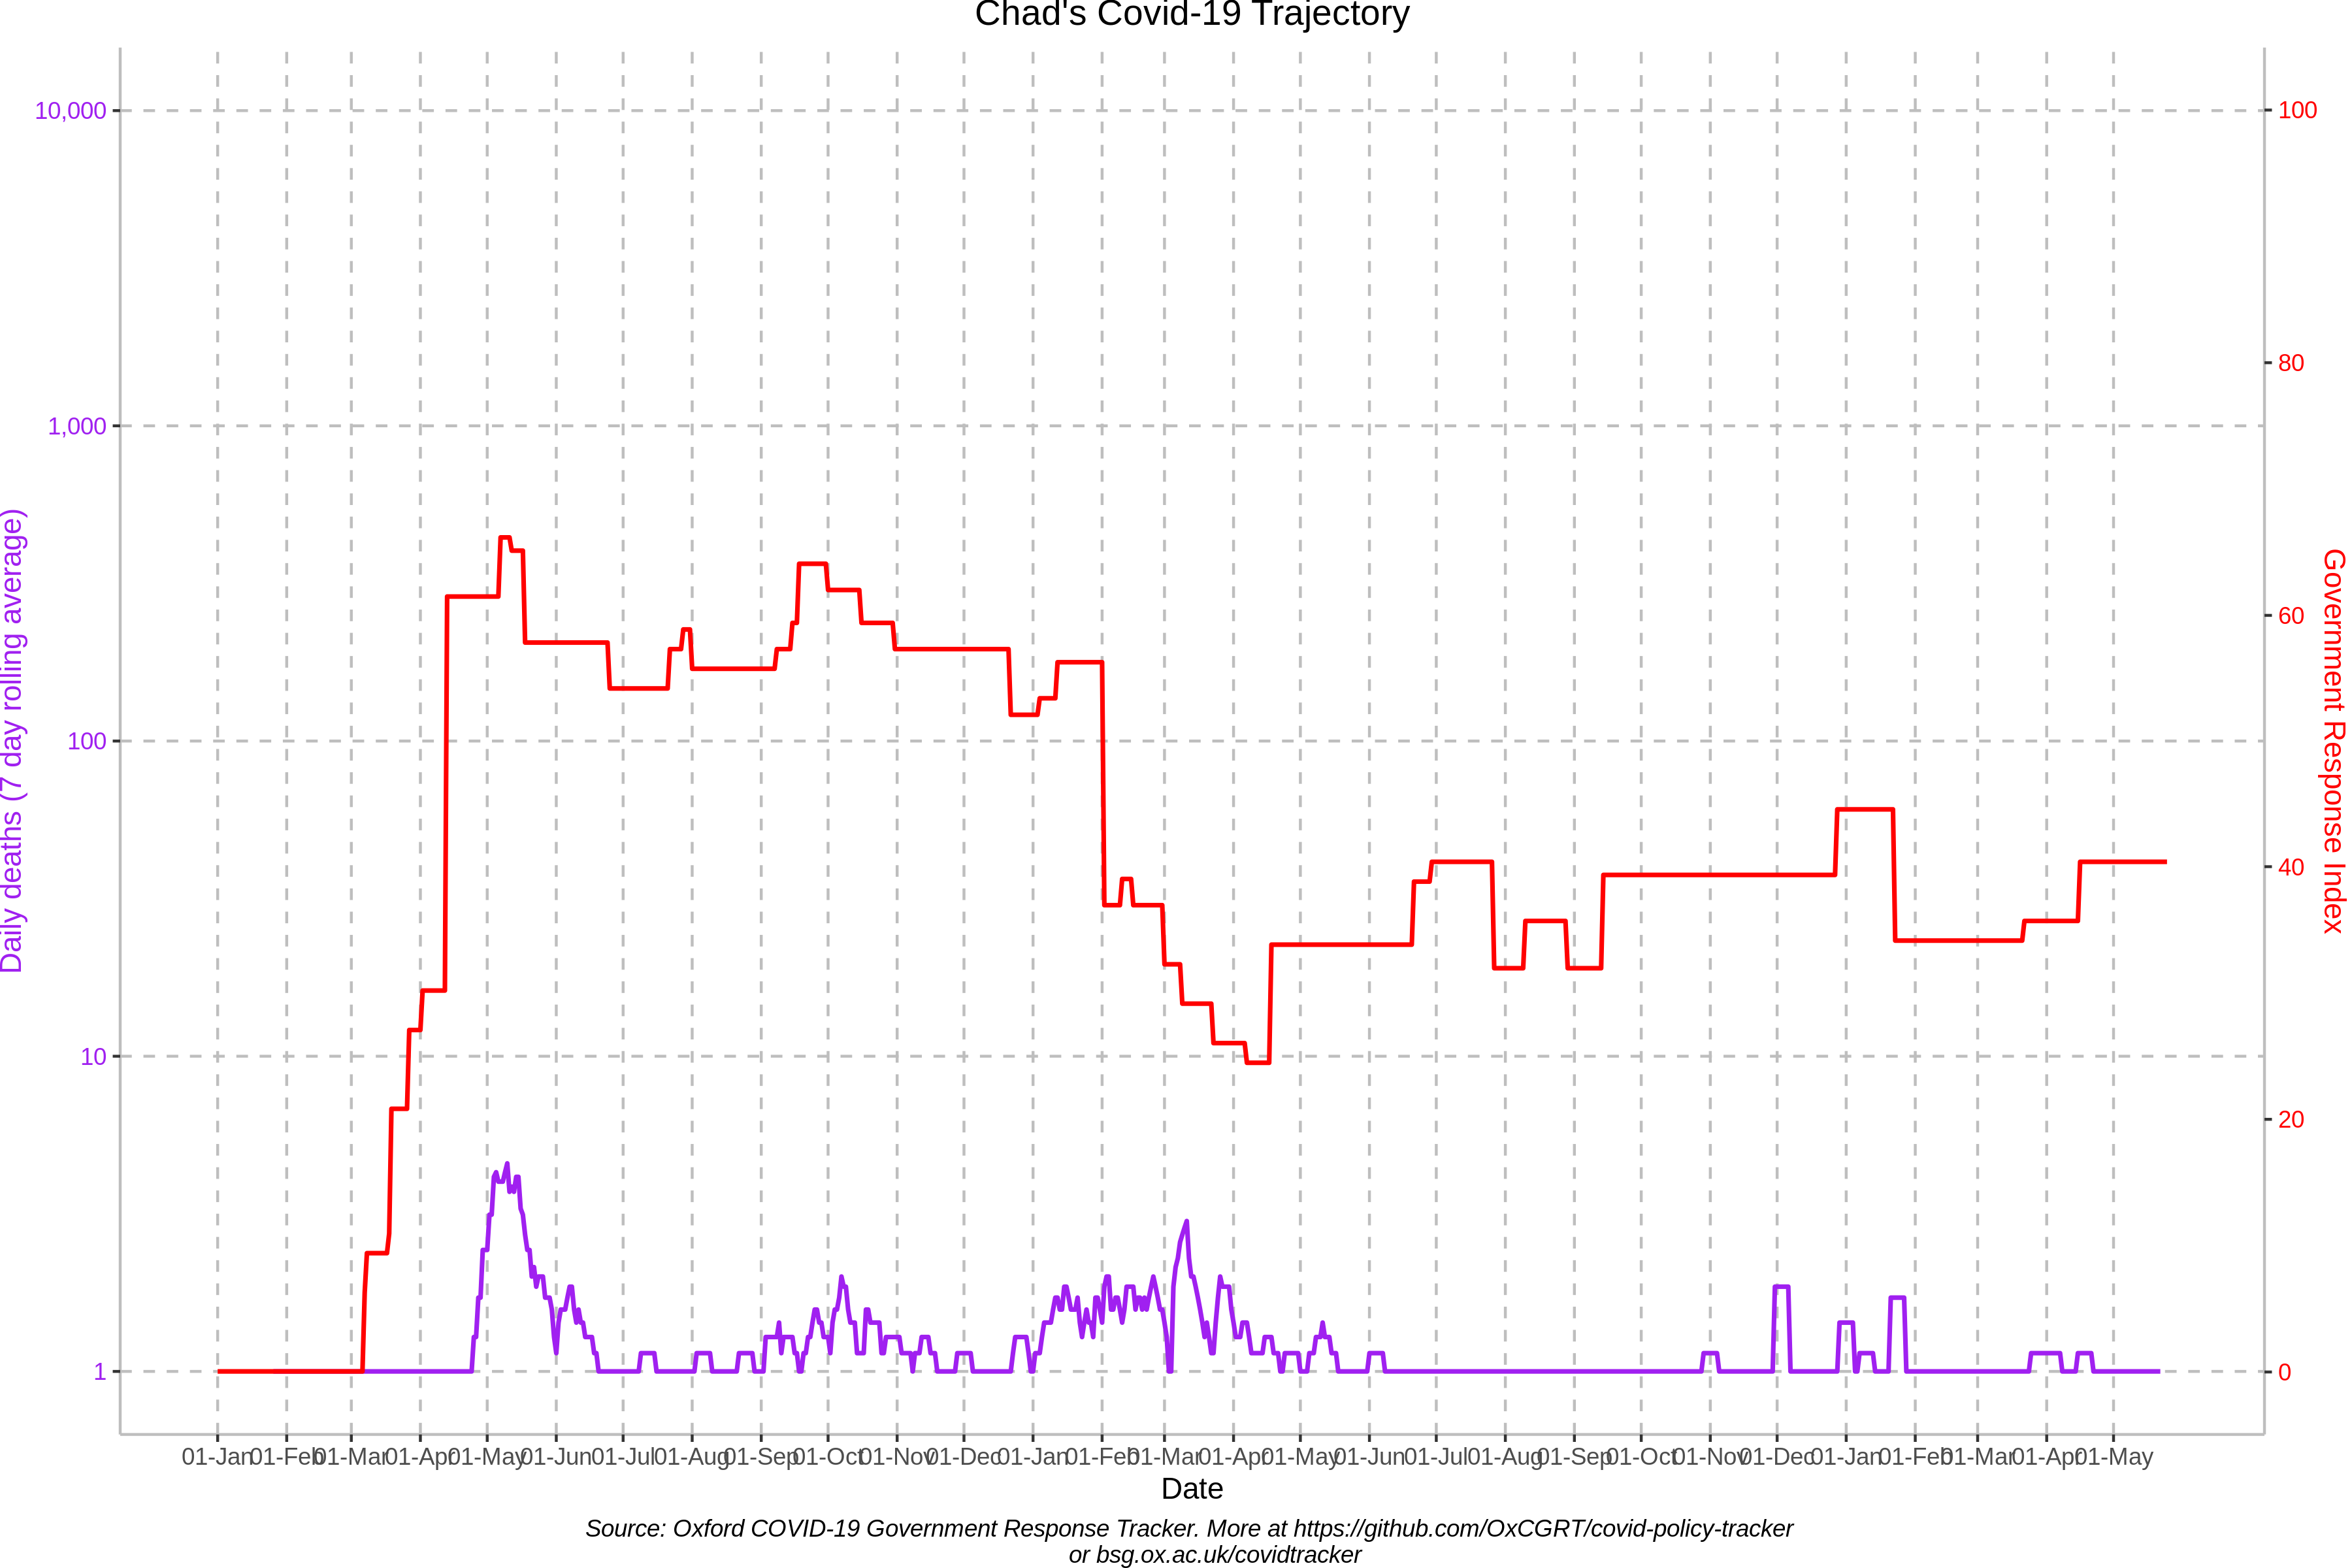 Chad's Covid-19 Trajectory
Daily deaths (7 day rolling average)
10,000
1,000
100
10
1
100
80
60
40
20
0
Government Response Index
01-Jan 01-Feb 01-Mar 01-Apr 01-May 01-Jun 01-Jul 01-Aug 01-Sep 01-Oct 01-Nov 01-Dec 01-Jan 01-Feb 01-Mar 01-Apr 01-May 01-Jun 01-Jul 01-Aug 01-Sep 01-Oct 01-Nov 01-Dec 01-Jan 01-Feb 01-Mar 01-Apr 01-May
Date
Source: Oxford COVID-19 Government Response Tracker. More at https://github.com/OxCGRT/covid-policy-tracker
or bsg.ox.ac.uk/covidtracker